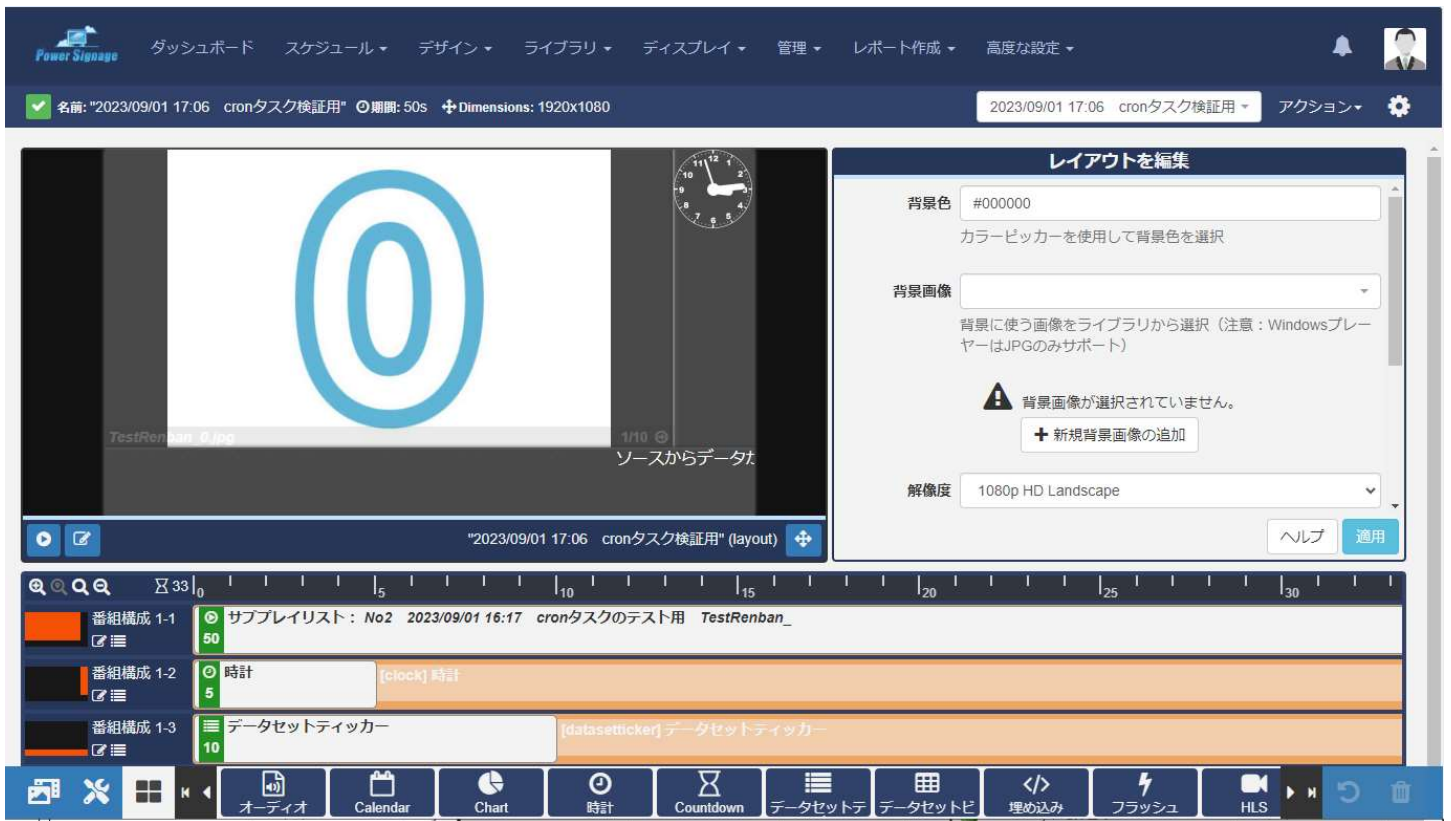 Power Signage
ダッシュボード スケジュール デザイン ライブラリ ディスプレイ 管理 レポート作成 高度な設定
名前: "2023/09/01 17:06 cronタスク検証用" 期間: 50s Dimensions: 1920x1080
2023/09/01 17:06 cronタスク検証用 アクション
12
1
2
3
4
5
6
7
8
9
10
11
0
TestRenban_0.jpg 1/10
ソースからデータた
"2023/09/01 17:06 cronタスク検証用" (layout)
レイアウトを編集
背景色 #000000
カラーピッカーを使用して背景色を選択
背景画像
背景に使う画像をライブラリから選択(注意:Windowsプレー
ヤーはJPGのみサポート)
背景画像が選択されていません。
新規背景画像の追加
解像度 1080p HD Landscape
ヘルプ 適用
33 0 5 10 15 20 25 30
番組構成 1-1 サブプレイリスト: No2 2023/09/01 16:17 cronタスクのテスト用 TestRenban_
50
番組構成 1-2 時計 [clock] 時計
5
番組構成 1-3 データセットティッカー [datasetticker] データセットティッカー
10
オーディオ Calendar Chart 時計 Countdown データセットテ データセットビ 埋め込み フラッシュ HLS